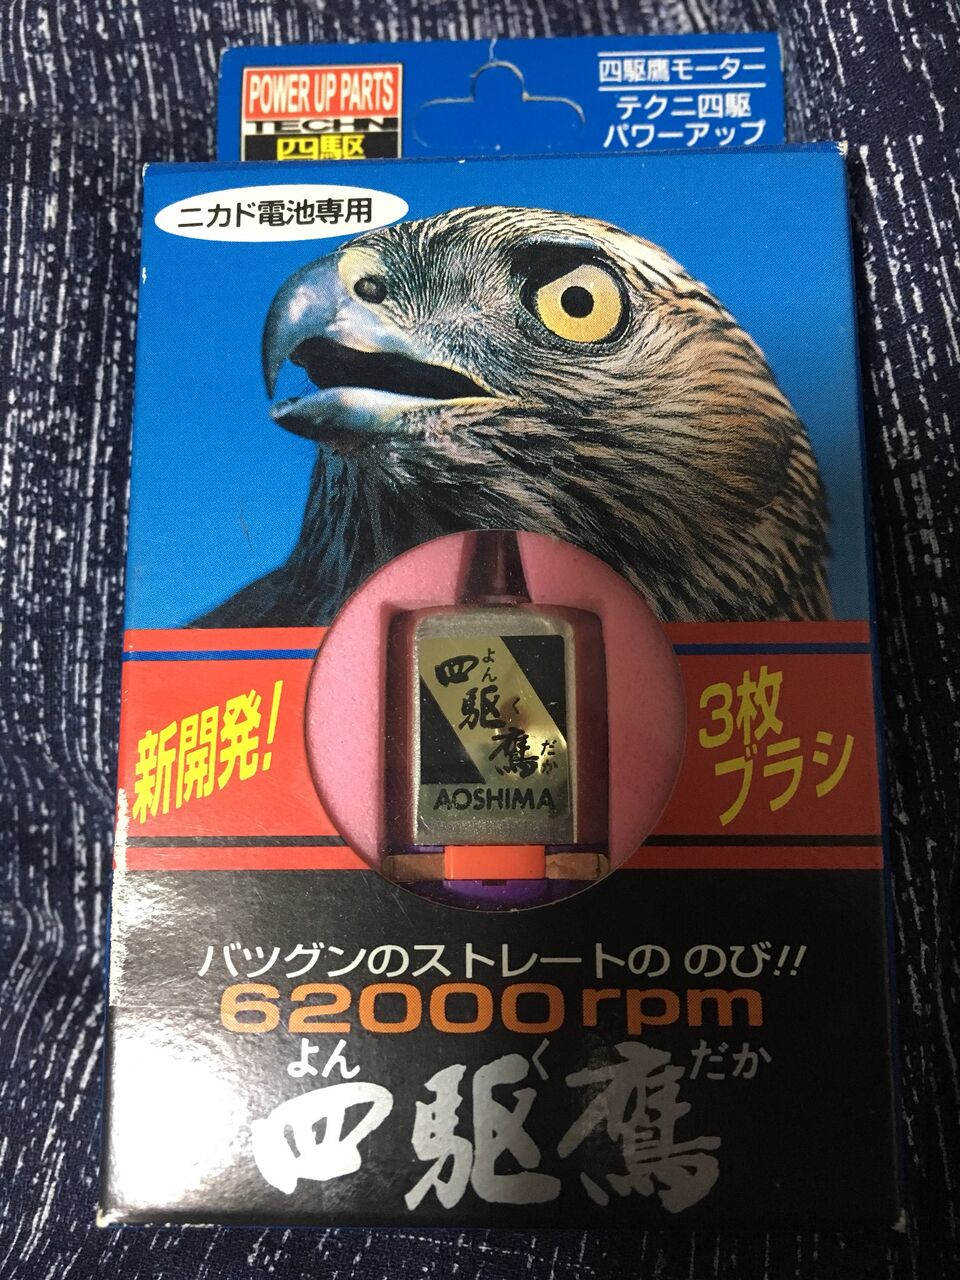 POWER UP PARTS
TECHN
四駆
四駆鷹モーター
テクニ四駆
パワーアップ
ニカド電池専用
よんくだか
四駆鷹
AOSHIMA
新開発!
3枚
ブラシ
バツグンのストレートの のび!!
62000rpm
よん く だか
四駆鷹